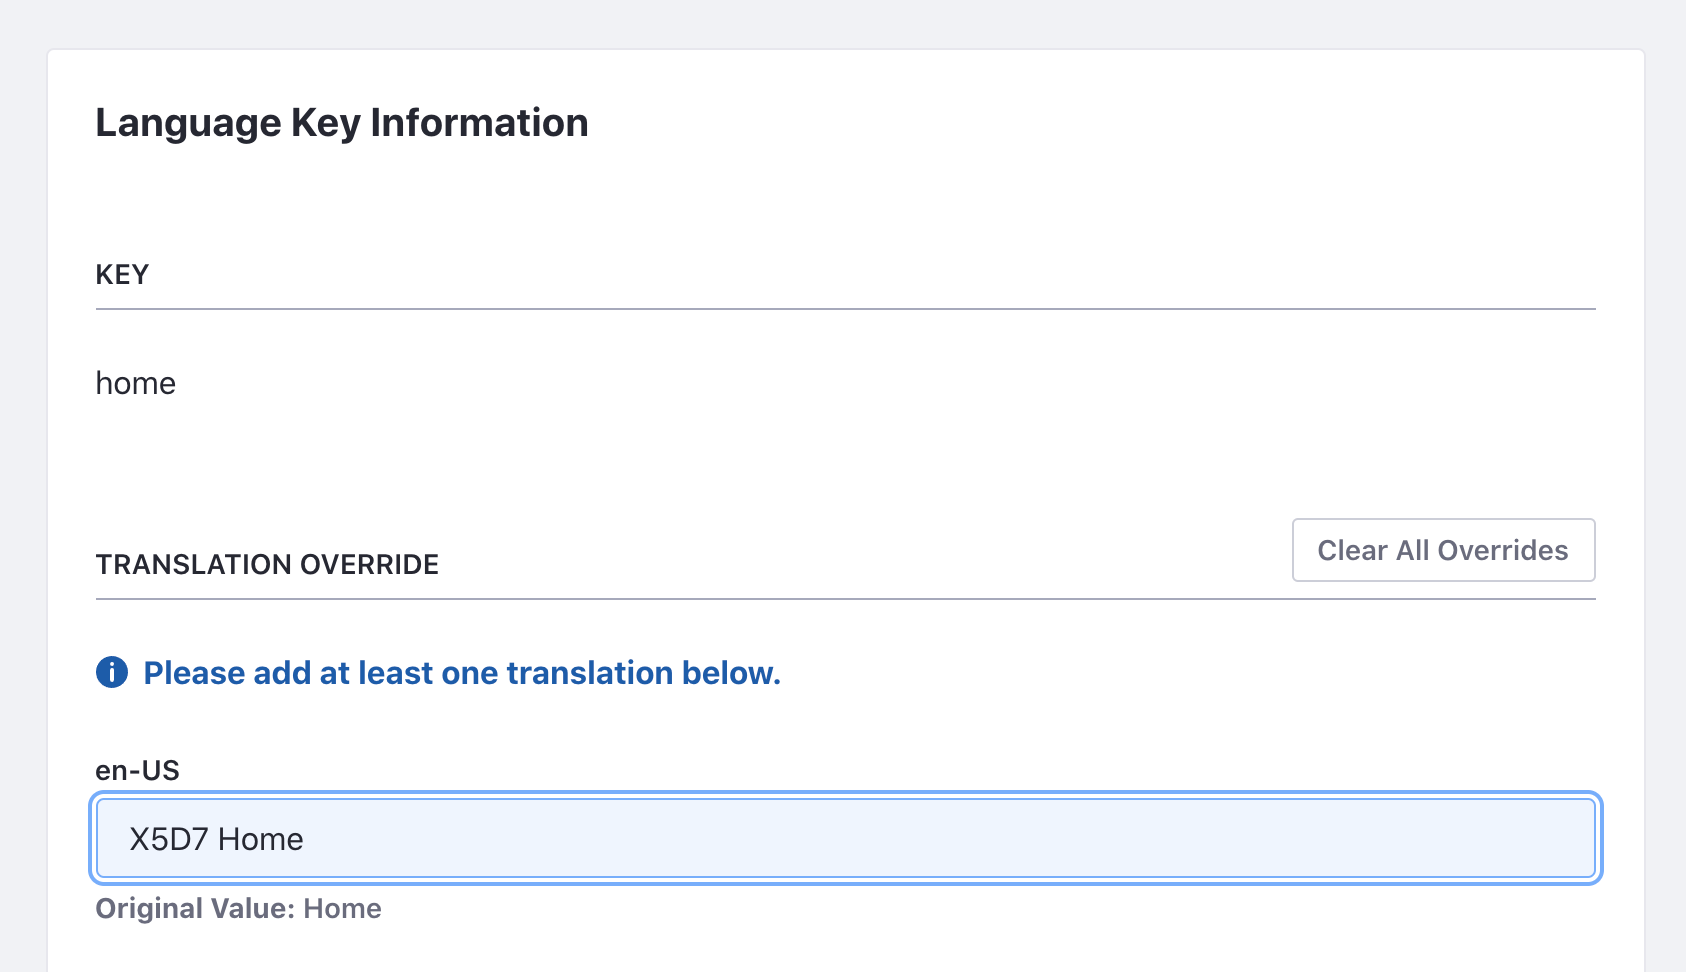 Language Key Information
KEY
home
TRANSLATION OVERRIDE
Clear All Overrides
Please add at least one translation below.
en-US
X5D7 Home
Original Value: Home